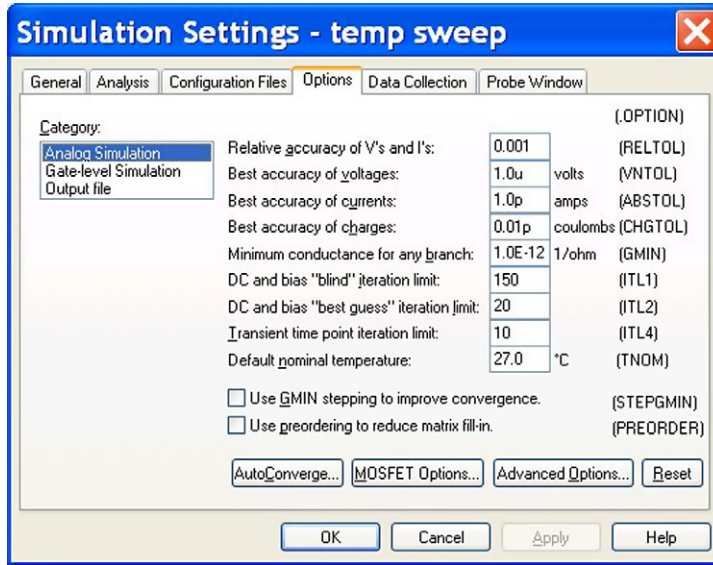 Simulation Settings - temp sweep
General Analysis Configuration Files Options Data Collection Probe Window
(.OPTION)
Category:
Analog Simulation
Gate-level Simulation
Output file
Relative accuracy of V's and I's: 0.001 (RELTOL)
Best accuracy of voltages: 1.0u volts (VNTOL)
Best accuracy of currents: 1.0p amps (ABSTOL)
Best accuracy of charges: 0.01p coulombs (CHGTOL)
Minimum conductance for any branch: 1.0E-12 1/ohm (GMIN)
DC and bias "blind" iteration limit: 150 (ITL1)
DC and bias "best guess" iteration limit: 20 (ITL2)
Transient time point iteration limit: 10 (ITL4)
Default nominal temperature: 27.0 °C (TNOM)
Use GMIN stepping to improve convergence. (STEPGMIN)
Use preordering to reduce matrix fill-in. (PREORDER)
AutoConverge... MOSFET Options... Advanced Options... Reset
OK Cancel Apply Help